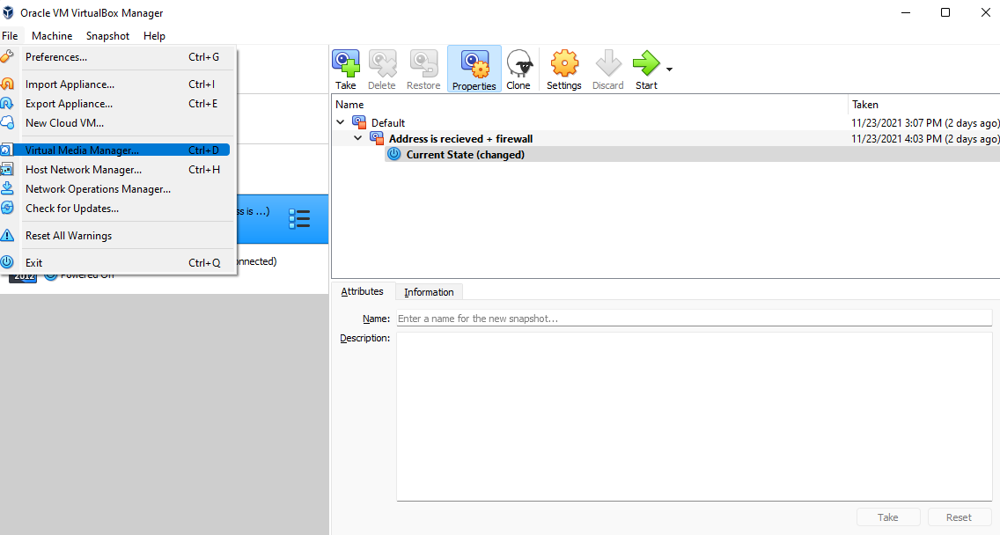 Oracle VM VirtualBox Manager
File Machine Snapshot Help
Preferences... Ctrl+G
Import Appliance... Ctrl+I
Export Appliance... Ctrl+E
New Cloud VM...
Virtual Media Manager... Ctrl+D
Host Network Manager... Ctrl+H
Network Operations Manager...
Check for Updates...
Reset All Warnings
Exit Ctrl+Q
is ...)
2012 Powered Off
Take Delete Restore Properties Clone Settings Discard Start
Name Taken
Default 11/23/2021 3:07 PM (2 days ago)
Address is recieved + firewall 11/23/2021 4:03 PM (2 days ago)
Current State (changed)
Attributes Information
Name: Enter a name for the new snapshot...
Description:
Take Reset